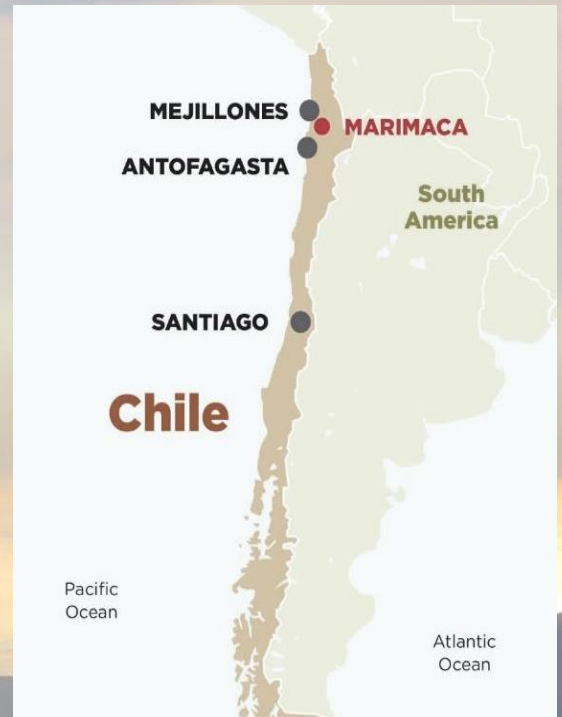 MEJILLONES
MARIMACA
ANTOFAGASTA
South
America
SANTIAGO
Chile
Pacific
Ocean
Atlantic
Ocean